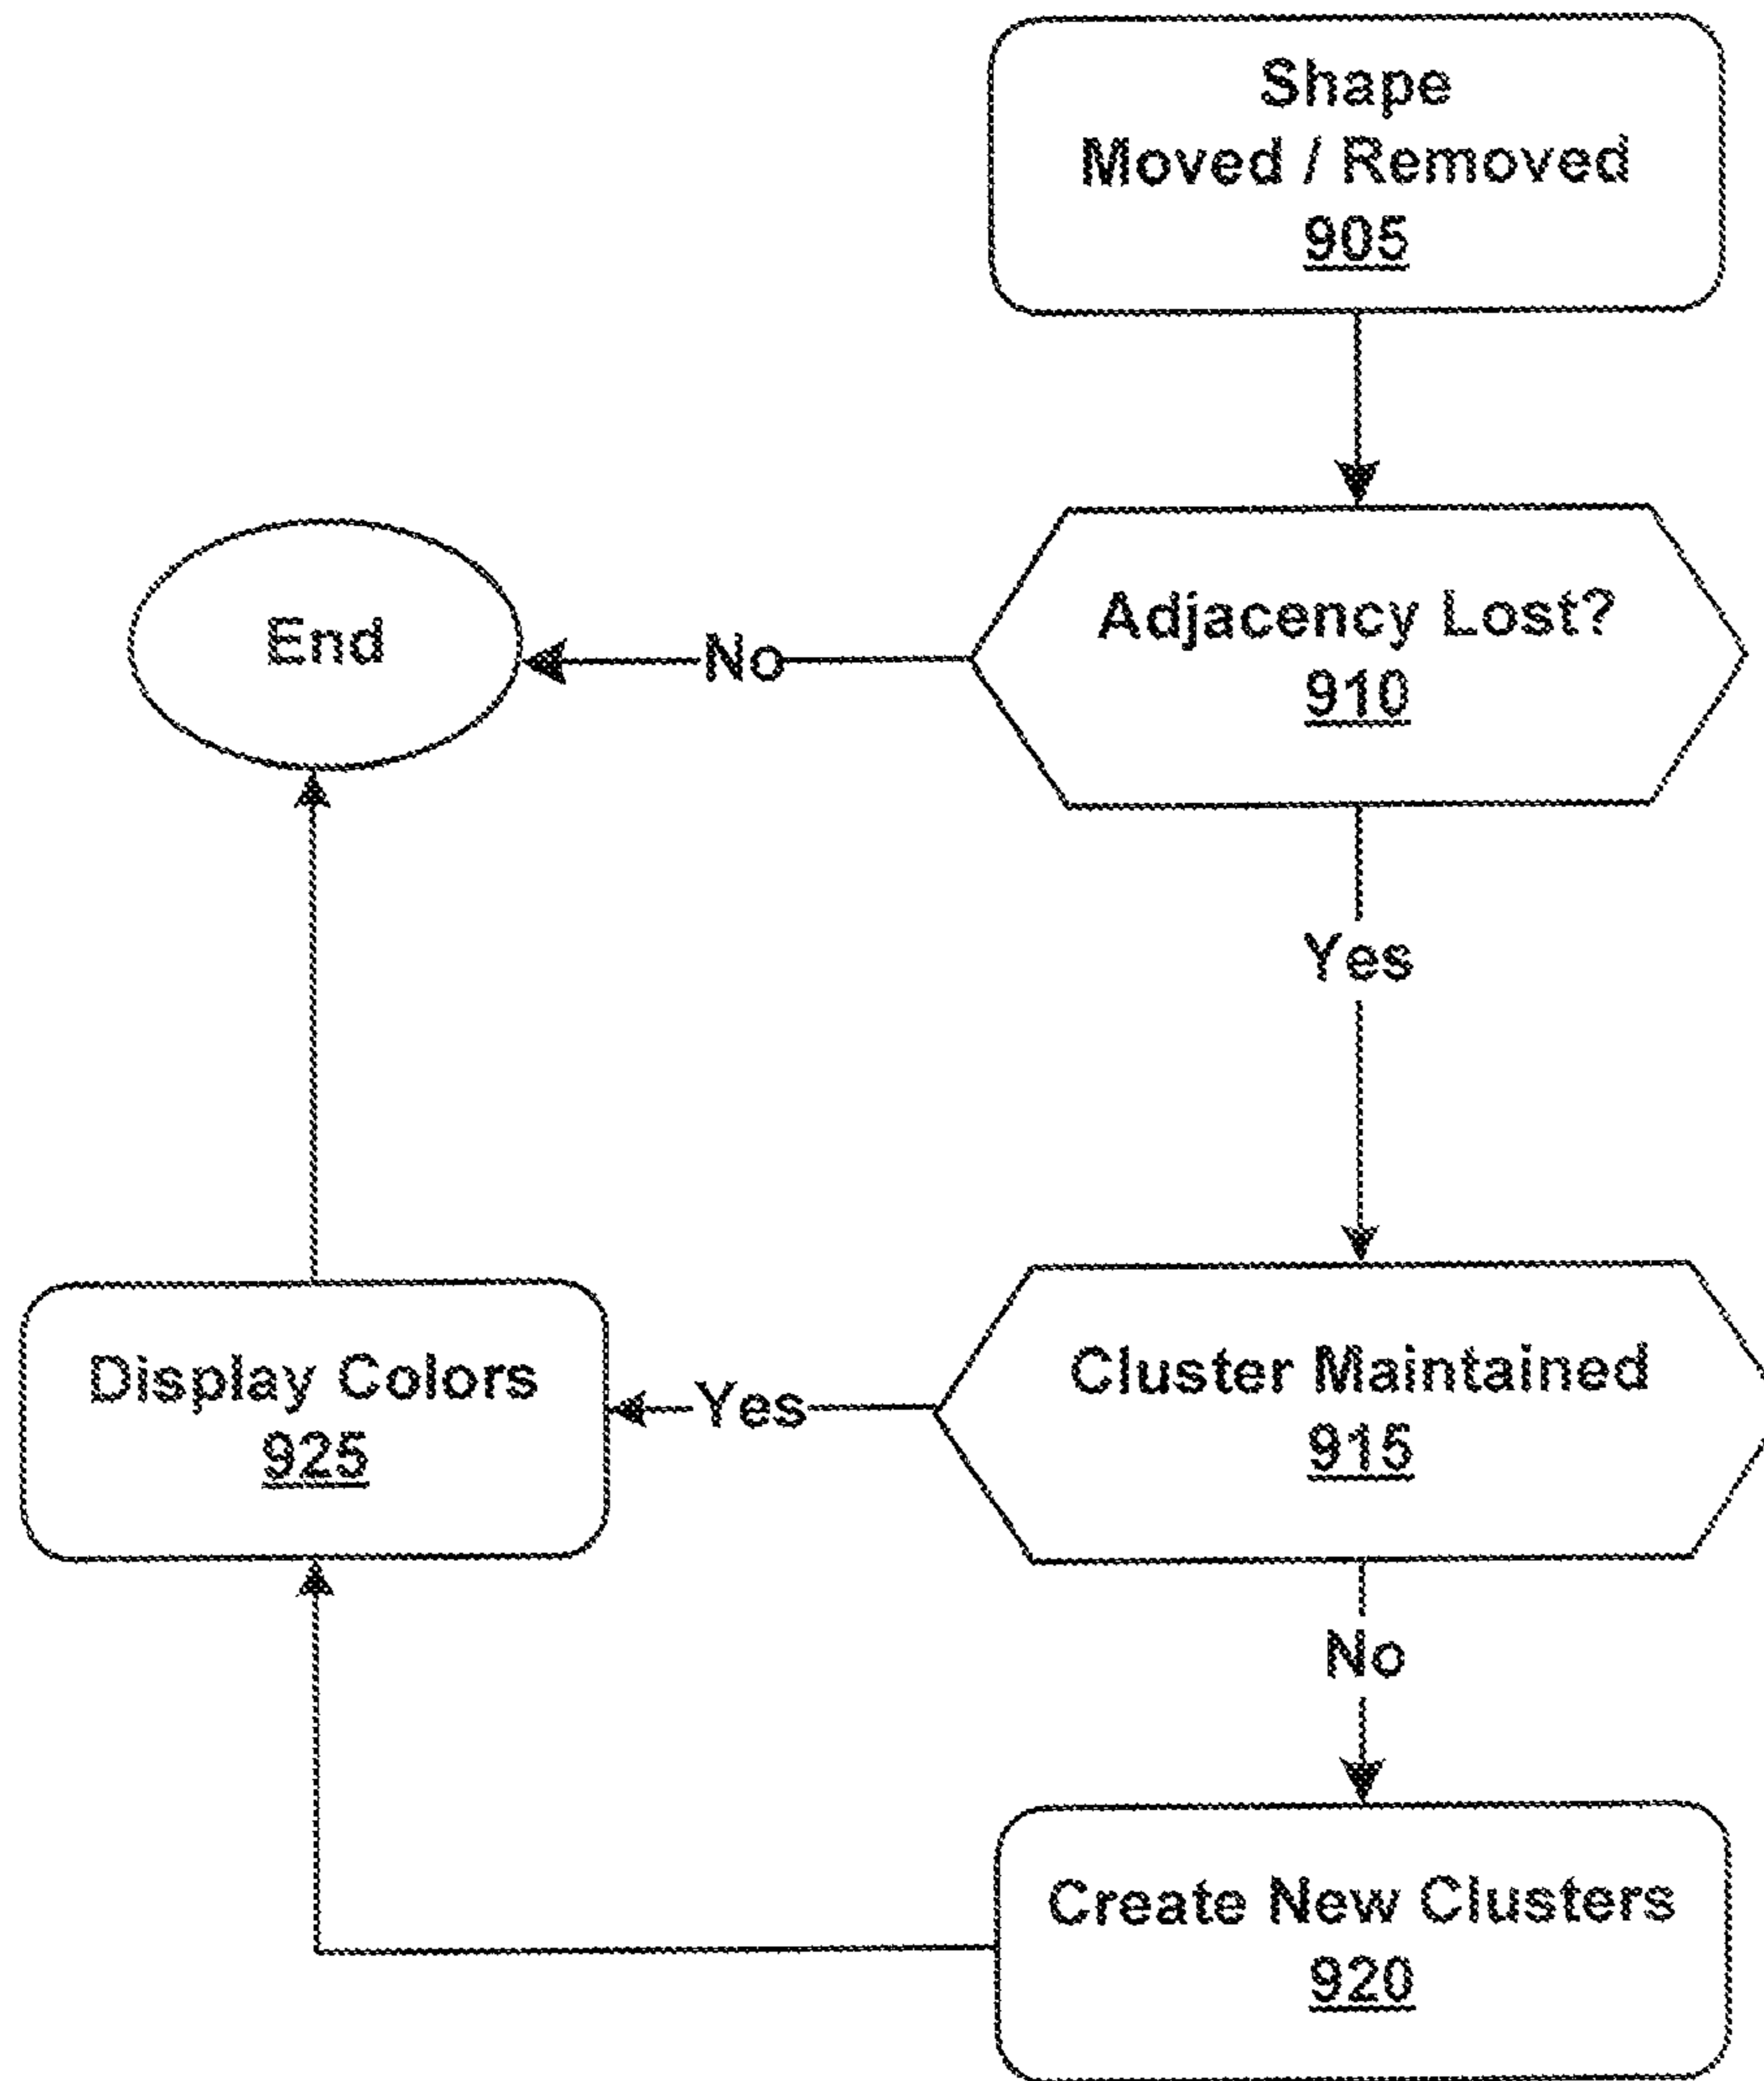 Shape
Moved / Removed
905
End
No
Adjacency Lost?
910
Yes
Display Colors
925
Yes
Cluster Maintained
915
No
Create New Clusters
920